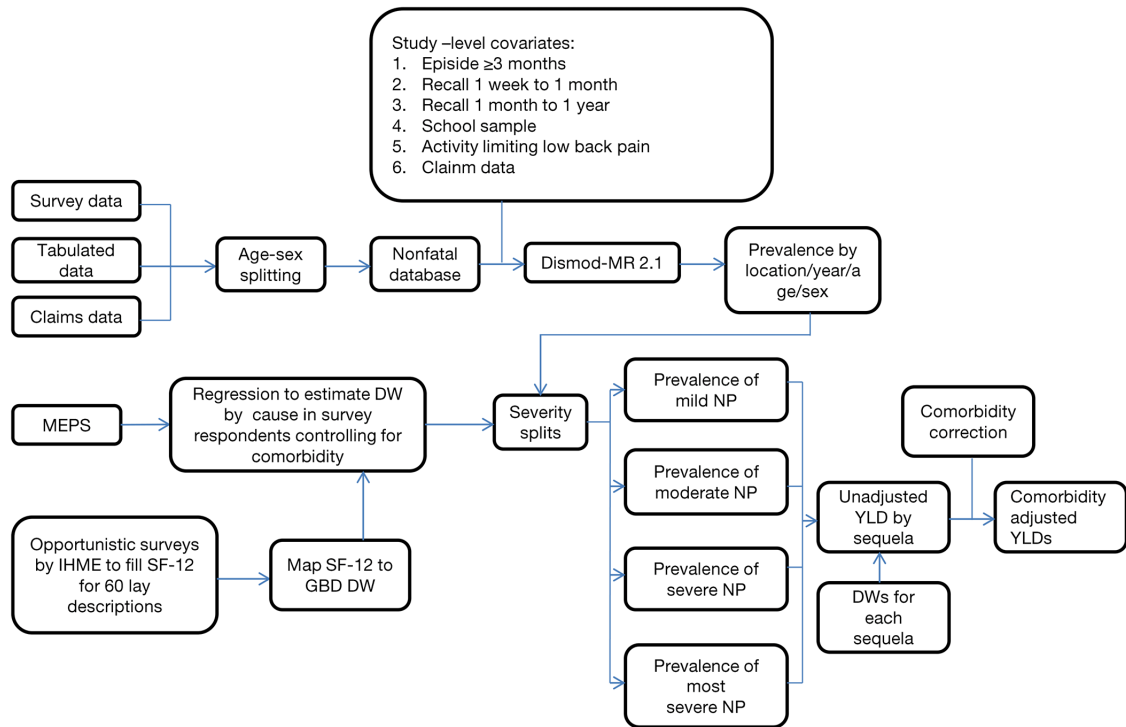 Study –level covariates:
1. Episide ≥3 months
2. Recall 1 week to 1 month
3. Recall 1 month to 1 year
4. School sample
5. Activity limiting low back pain
6. Clainm data
Survey data
Tabulated
data
Claims data
Age-sex
splitting
Nonfatal
database
Dismod-MR 2.1
Prevalence by
location/year/a
ge/sex
MEPS
Regression to estimate DW
by cause in survey
respondents controlling for
comorbidity
Severity
splits
Prevalence of
mild NP
Prevalence of
moderate NP
Prevalence of
severe NP
Prevalence of
most
severe NP
Comorbidity
correction
Unadjusted
YLD by
sequela
Comorbidity
adjusted
YLDs
DWs for
each
sequela
Opportunistic surveys
by IHME to fill SF-12
for 60 lay
descriptions
Map SF-12 to
GBD DW